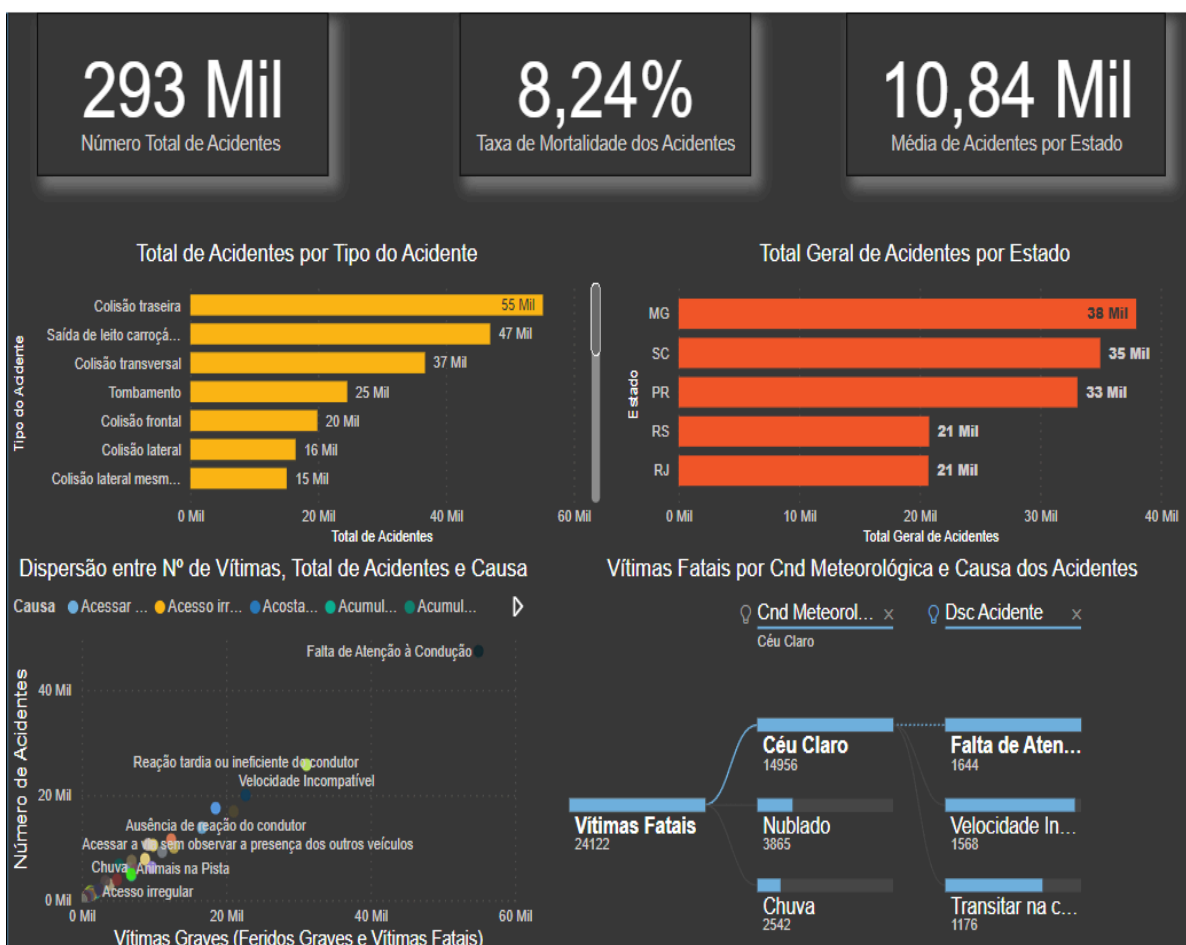 293 Mil
Número Total de Acidentes
8,24%
Taxa de Mortalidade dos Acidentes
10,84 Mil
Média de Acidentes por Estado
Total de Acidentes por Tipo do Acidente
Tipo do Acidente
Colisão traseira
55 Mil
Saída de leito carroçá...
47 Mil
Colisão transversal
37 Mil
Tombamento
25 Mil
Colisão frontal
20 Mil
Colisão lateral
16 Mil
Colisão lateral mesm...
15 Mil
0 Mil
20 Mil
40 Mil
60 Mil
Total de Acidentes
Total Geral de Acidentes por Estado
Estado
MG
38 Mil
SC
35 Mil
PR
33 Mil
RS
21 Mil
RJ
21 Mil
0 Mil
10 Mil
20 Mil
30 Mil
40 Mil
Total Geral de Acidentes
Dispersão entre Nº de Vítimas, Total de Acidentes e Causa
Causa
Acessar ...
Acesso irr...
Acosta...
Acumul...
Acumul...
Número de Acidentes
40 Mil
20 Mil
0 Mil
Falta de Atenção à Condução
Reação tardia ou ineficiente do condutor
Velocidade Incompatível
Ausência de reação do condutor
Acessar a via sem observar a presença dos outros veículos
Chuva
Animais na Pista
Acesso irregular
0 Mil
20 Mil
40 Mil
60 Mil
Vítimas Graves (Feridos Graves e Vítimas Fatais)
Vítimas Fatais por Cnd Meteorológica e Causa dos Acidentes
Cnd Meteorol...
Céu Claro
Dsc Acidente
Vítimas Fatais
24122
Céu Claro
14956
Nublado
3865
Chuva
2542
Falta de Aten...
1644
Velocidade In...
1568
Transitar na c...
1176